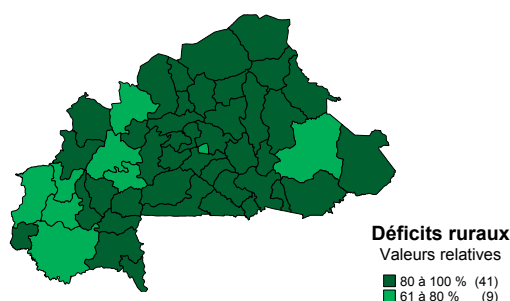 Déficits ruraux
Valeurs relatives
80 à 100 % (41)
61 à 80 % (9)